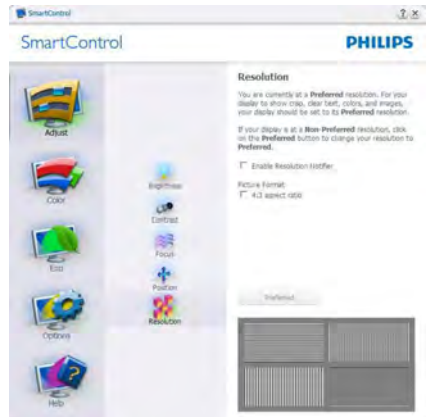 SmartControl
? x
SmartControl
PHILIPS
Adjust
Color
Eco
Options
Help
Brightness
Contrast
Focus
Position
Resolution
Resolution
You are currently at a Preferred resolution. For your
display to show crisp, clear text, colors, and images,
your display should be set to its Preferred resolution.
If your display is at a Non-Preferred resolution, click
on the Preferred button to change your resolution to
Preferred.
Enable Resolution Notifier
Picture Format
4:3 aspect ratio
Preferred